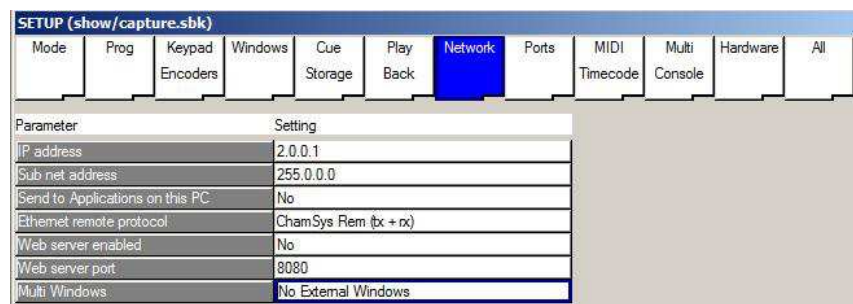 SETUP (show/capture.sbk)
Mode Prog Keypad Encoders Windows Cue Storage Play Back Network Ports MIDI Timecode Multi Console Hardware All
Parameter Setting
IP address 2.0.0.1
Sub net address 255.0.0.0
Send to Applications on this PC No
Ethernet remote protocol ChamSys Rem (tx + rx)
Web server enabled No
Web server port 8080
Multi Windows No External Windows